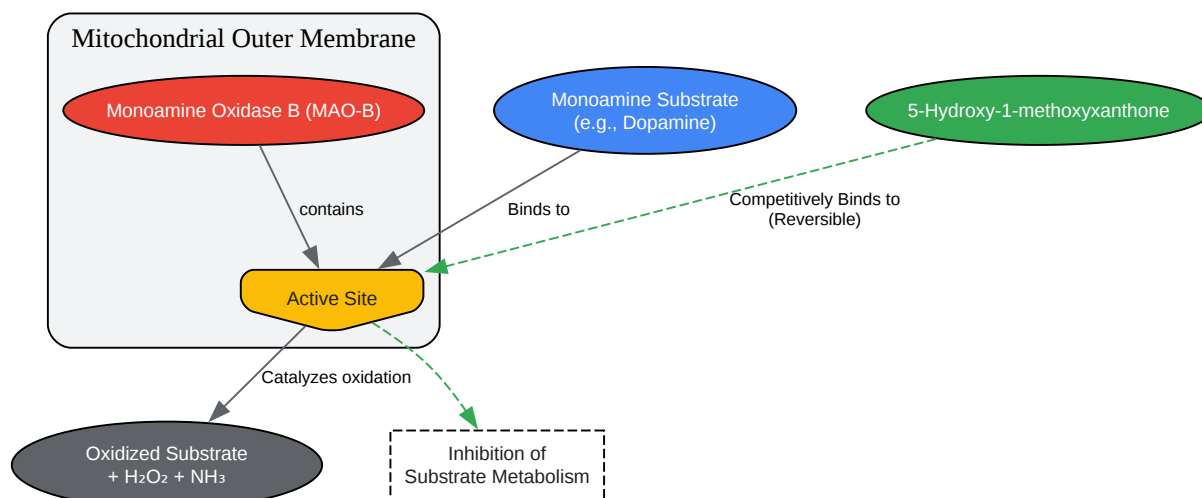 Mitochondrial Outer Membrane
Monoamine Oxidase B (MAO-B)
Monoamine Substrate
(e.g., Dopamine)
5-Hydroxy-1-methoxyxanthone
contains
Binds to
Competitively Binds to
(Reversible)
Active Site
Catalyzes oxidation
Oxidized Substrate
+ H₂O₂ + NH₃
Inhibition of
Substrate Metabolism